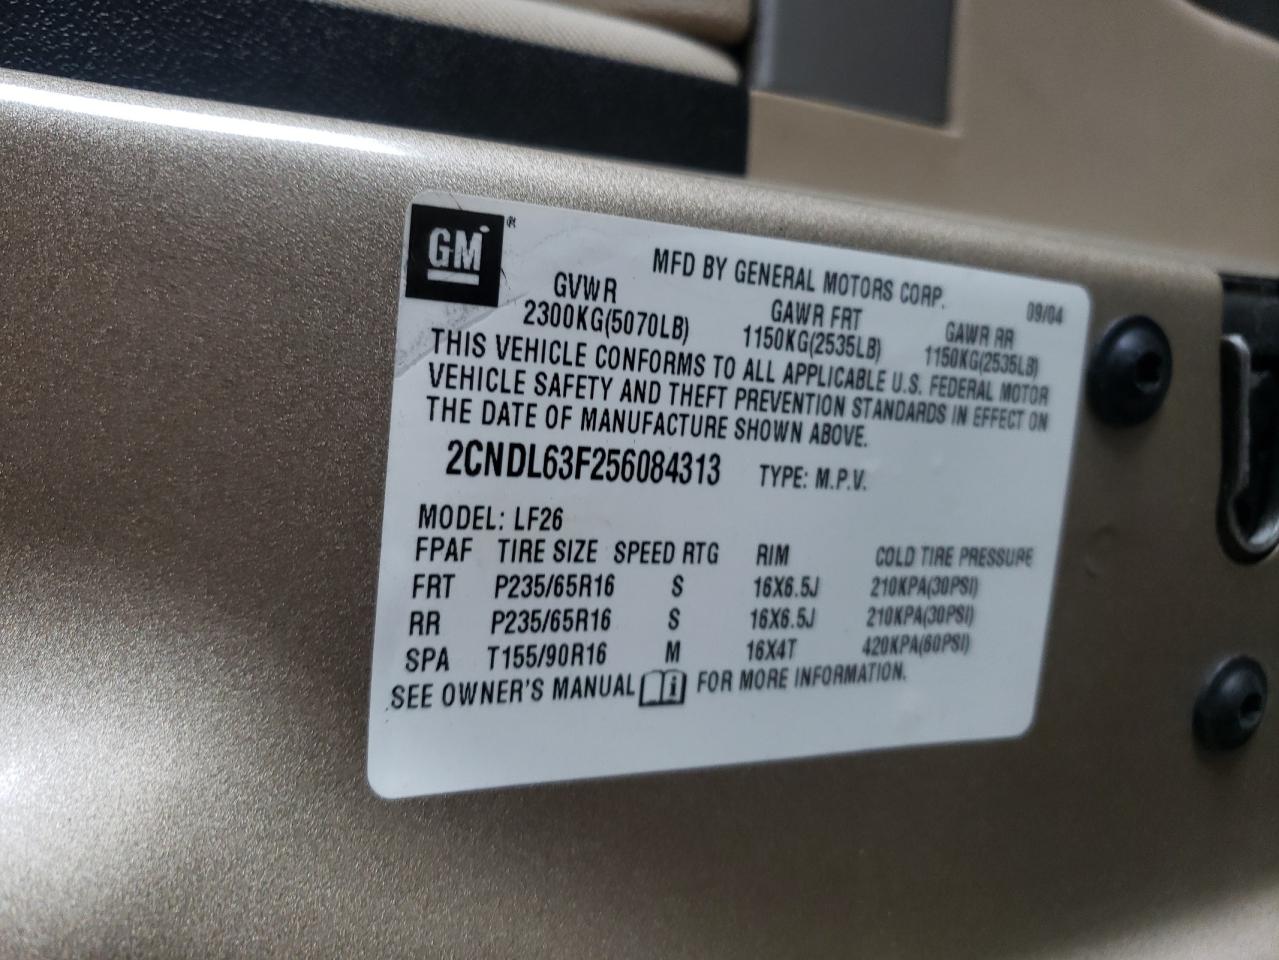 GM ®
MFD BY GENERAL MOTORS CORP. 09/04
GVWR GAWR FRT GAWR RR
2300KG(5070LB) 1150KG(2535LB) 1150KG(2535LB)
THIS VEHICLE CONFORMS TO ALL APPLICABLE U.S. FEDERAL MOTOR
VEHICLE SAFETY AND THEFT PREVENTION STANDARDS IN EFFECT ON
THE DATE OF MANUFACTURE SHOWN ABOVE.
2CNDL63F256084313 TYPE: M.P.V.
MODEL: LF26
FPAF TIRE SIZE SPEED RTG RIM COLD TIRE PRESSURE
FRT P235/65R16 S 16X6.5J 210KPA(30PSI)
RR P235/65R16 S 16X6.5J 210KPA(30PSI)
SPA T155/90R16 M 16X4T 420KPA(60PSI)
SEE OWNER'S MANUAL i FOR MORE INFORMATION.